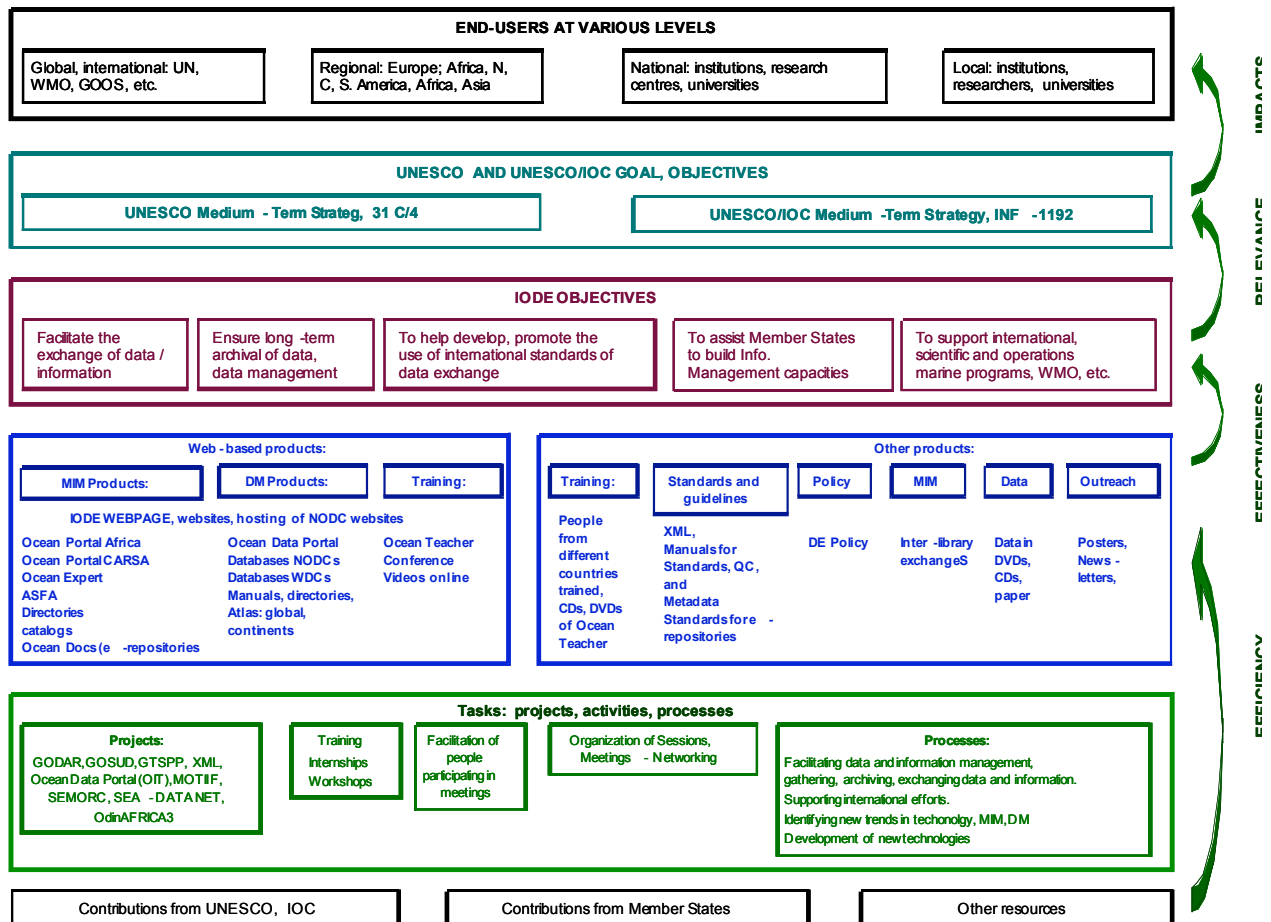 END-USERS AT VARIOUS LEVELS
Global, international: UN,
WMO, GOOS, etc.
Regional: Europe; Africa, N,
C, S. America, Africa, Asia
National: institutions, research
centres, universities
Local: institutions,
researchers, universities
IMPACTS
UNESCO AND UNESCO/IOC GOAL, OBJECTIVES
UNESCO Medium - Term Strateg, 31 C/4
UNESCO/IOC Medium -Term Strategy, INF -1192
RELEVANCE
IODE OBJECTIVES
Facilitate the
exchange of data /
information
Ensure long -term
archival of data,
data management
To help develop, promote the
use of international standards of
data exchange
To assist Member States
to build Info.
Management capacities
To support international,
scientific and operations
marine programs, WMO, etc.
EFFECTIVENESS
Web - based products:
MIM Products:
DM Products:
Training:
IODE WEBPAGE, websites, hosting of NODC websites
Ocean Portal Africa
Ocean Portal CARSA
Ocean Expert
ASFA
Directories
catalogs
Ocean Docs (e -repositories
Ocean Data Portal
Databases NODCs
Databases WDCs
Manuals, directories,
Atlas: global,
continents
Ocean Teacher
Conference
Videos online
Other products:
Training:
Standards and
guidelines
Policy
MIM
Data
Outreach
People
from
different
countries
trained,
CDs, DVDs
of Ocean
Teacher
XML,
Manuals for
Standards, QC,
and
Metadata
Standards for e -
repositories
DE Policy
Inter -library
exchangeS
Data in
DVDs,
CDs,
paper
Posters,
News -
letters,
EFFICIENCY
Tasks: projects, activities, processes
Projects:
GODAR, GOSUD, GTSPP, XML,
Ocean Data Portal (OIT), MOTIIF,
SEMORC, SEA - DATANET,
OdinAFRICA3
Training
Internships
Workshops
Facilitation of
people
participating in
meetings
Organization of Sessions,
Meetings - Networking
Processes:
Facilitating data and information management,
gathering, archiving, exchanging data and information.
Supporting international efforts.
Identifying new trends in techonolgy, MIM, DM
Development of new technologies
Contributions from UNESCO, IOC
Contributions from Member States
Other resources